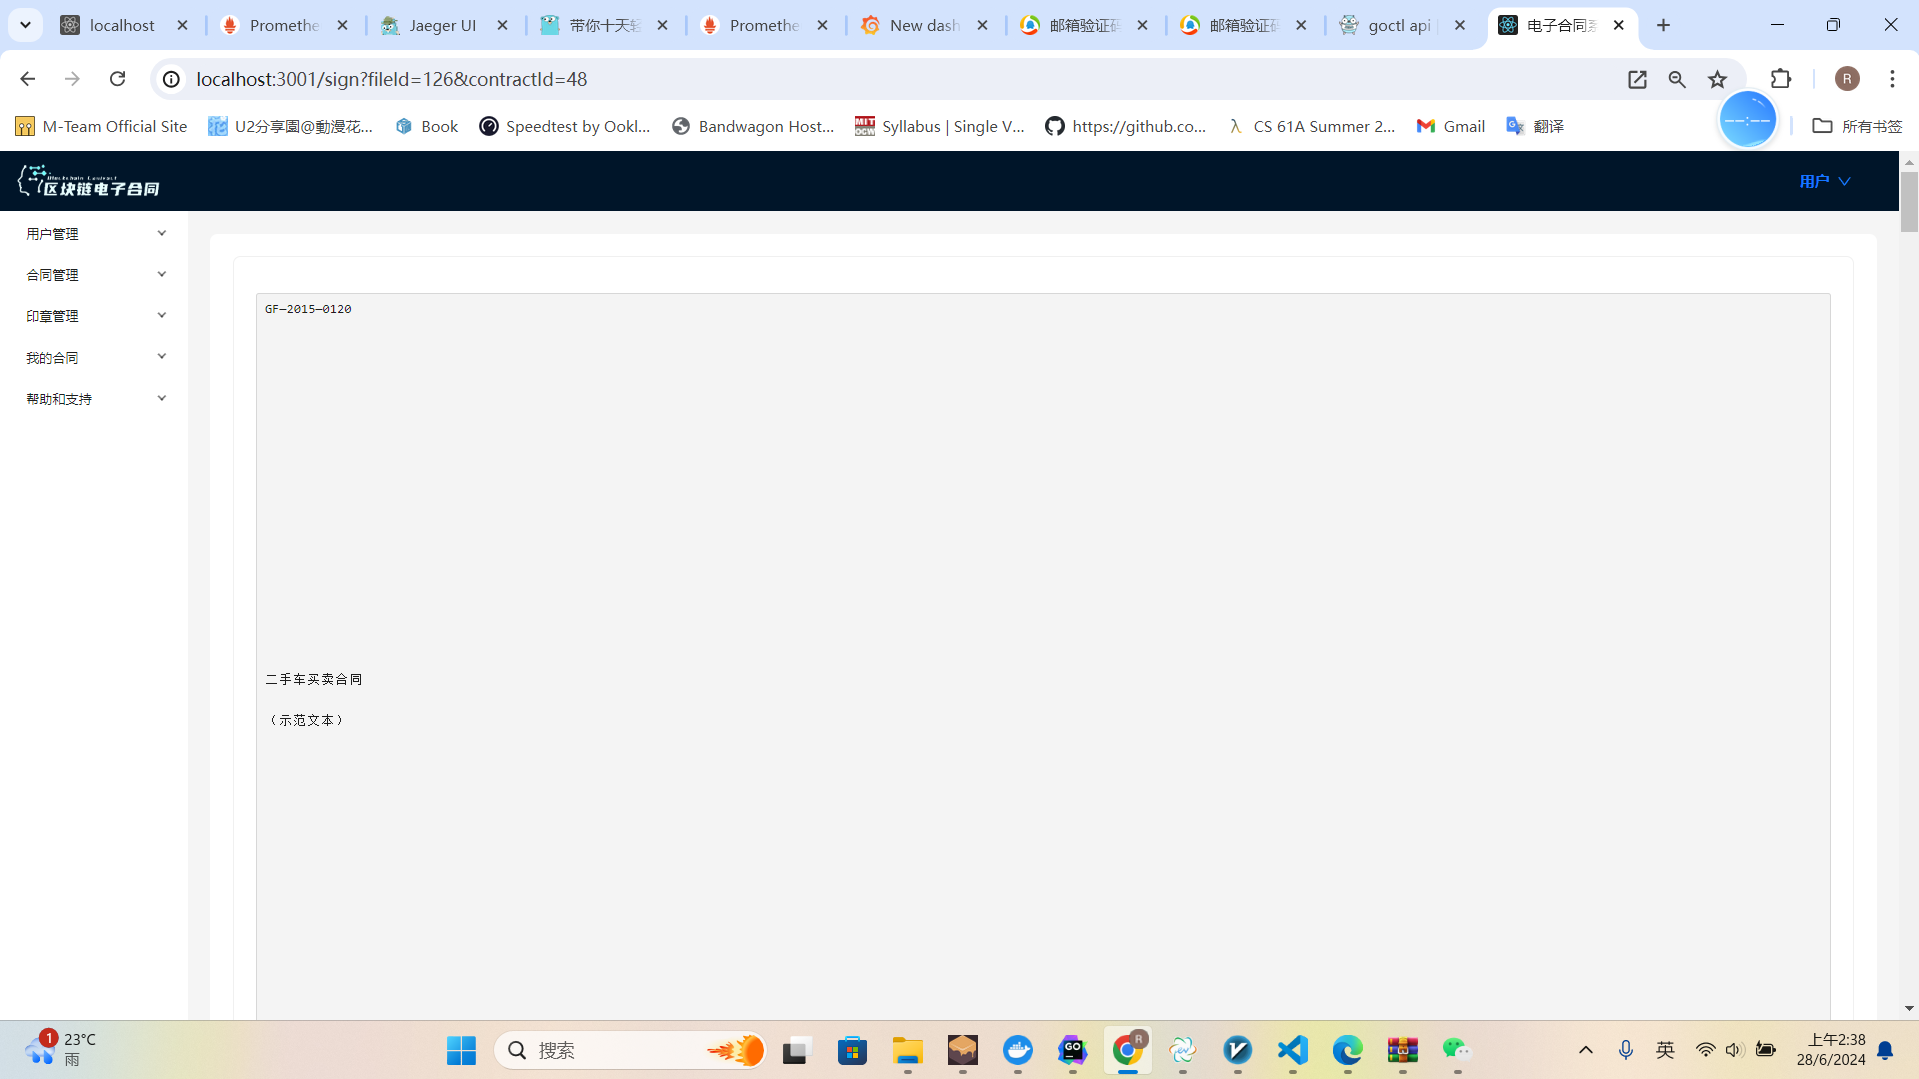 localhost
Promethe
Jaeger UI
带你十天轻
Promethe
New dash
邮箱验证码
邮箱验证码
goctl api
电子合同系
localhost:3001/sign?fileId=126&contractId=48
R
M-Team Official Site
U2分享園@動漫花...
Book
Speedtest by Ookl...
Bandwagon Host...
Syllabus | Single V...
https://github.co...
CS 61A Summer 2...
Gmail
翻译
--:--
所有书签
Blockchain Contract
区块链电子合同
用户
用户管理
合同管理
印章管理
我的合同
帮助和支持
GF—2015—0120
二手车买卖合同
（示范文本）
1
23°C
雨
搜索
英
上午2:38
28/6/2024